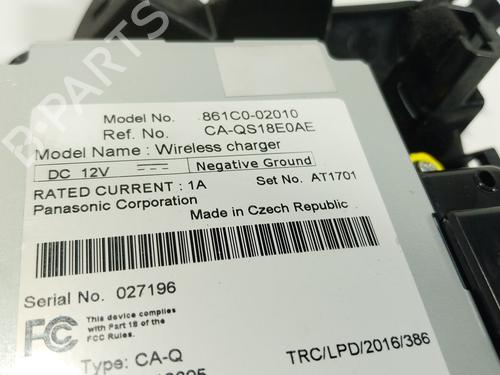 Model No. 861C0-02010
Ref. No. CA-QS18E0AE
Model Name : Wireless charger
DC 12V Negative Ground
RATED CURRENT : 1A Set No. AT1701
Panasonic Corporation
Made in Czech Republic
Serial No. 027196
FC This device complies
with Part 18 of the
FCC Rules.
Type: CA-Q
TRC/LPD/2016/386
B-Parts